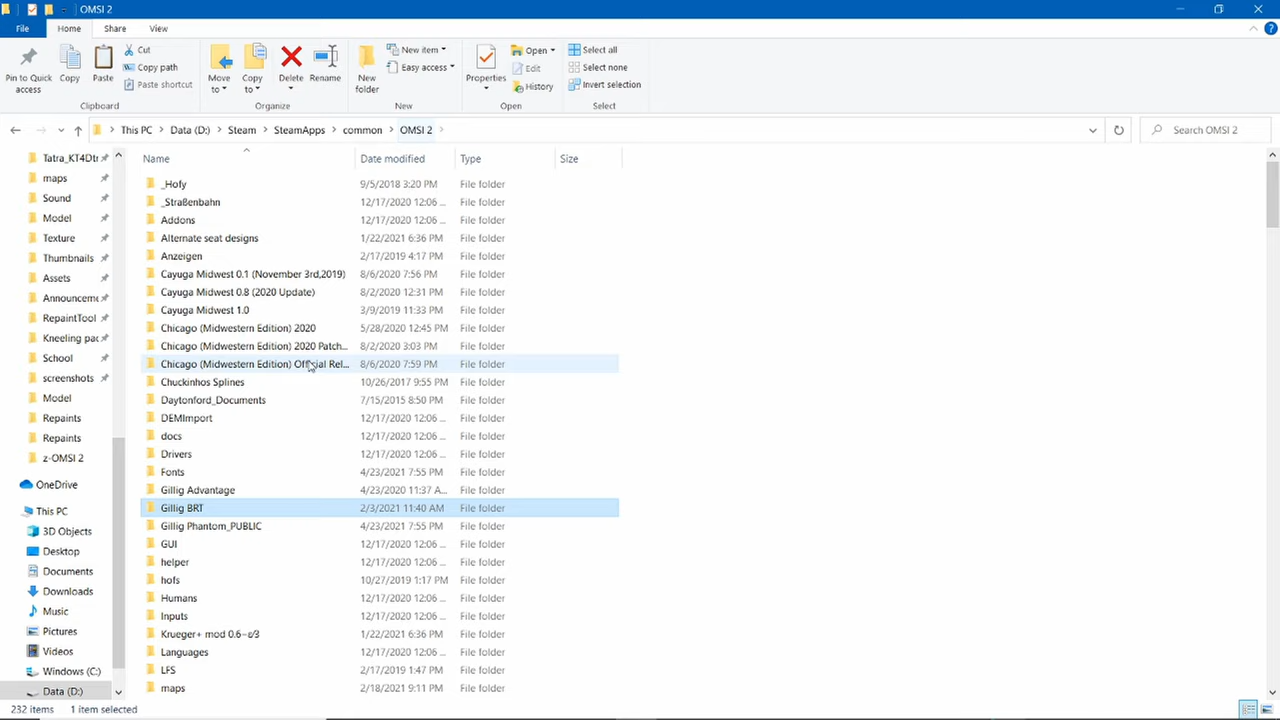 OMSI 2
File
Home
Share
View
Pin to Quick access
Copy
Paste
Cut
Copy path
Paste shortcut
Clipboard
Move to
Copy to
Delete
Rename
Organize
New folder
New item
Easy access
New
Properties
Open
Edit
History
Open
Select all
Select none
Invert selection
Select
This PC
Data (D:)
Steam
SteamApps
common
OMSI 2
Search OMSI 2
Tatra_KT4Dtr
maps
Sound
Model
Texture
Thumbnails
Assets
Announceme
RepaintTool
Kneeling pac
School
screenshots
Model
Repaints
Repaints
z-OMSI 2
OneDrive
This PC
3D Objects
Desktop
Documents
Downloads
Music
Pictures
Videos
Windows (C:)
Data (D:)
Name Date modified Type Size
_Hofy 9/5/2018 3:20 PM File folder
_Straßenbahn 12/17/2020 12:06 ... File folder
Addons 12/17/2020 12:06 ... File folder
Alternate seat designs 1/22/2021 6:36 PM File folder
Anzeigen 2/17/2019 4:17 PM File folder
Cayuga Midwest 0.1 (November 3rd,2019) 8/6/2020 7:56 PM File folder
Cayuga Midwest 0.8 (2020 Update) 8/2/2020 12:31 PM File folder
Cayuga Midwest 1.0 3/9/2019 11:33 PM File folder
Chicago (Midwestern Edition) 2020 5/28/2020 12:45 PM File folder
Chicago (Midwestern Edition) 2020 Patch... 8/2/2020 3:03 PM File folder
Chicago (Midwestern Edition) Official Rel... 8/6/2020 7:59 PM File folder
Chuckinhos Splines 10/26/2017 9:55 PM File folder
Daytonford_Documents 7/15/2015 8:50 PM File folder
DEMImport 12/17/2020 12:06 ... File folder
docs 12/17/2020 12:06 ... File folder
Drivers 12/17/2020 12:06 ... File folder
Fonts 4/23/2021 7:55 PM File folder
Gillig Advantage 4/23/2020 11:37 A... File folder
Gillig BRT 2/3/2021 11:40 AM File folder
Gillig Phantom_PUBLIC 4/23/2021 7:55 PM File folder
GUI 12/17/2020 12:06 ... File folder
helper 12/17/2020 12:06 ... File folder
hofs 10/27/2019 1:17 PM File folder
Humans 12/17/2020 12:06 ... File folder
Inputs 12/17/2020 12:06 ... File folder
Krueger+ mod 1/22/2021 6:36 PM File folder
Languages 12/17/2020 12:06 ... File folder
LFS 2/17/2019 1:47 PM File folder
maps 2/18/2021 9:11 PM File folder
232 items 1 item selected